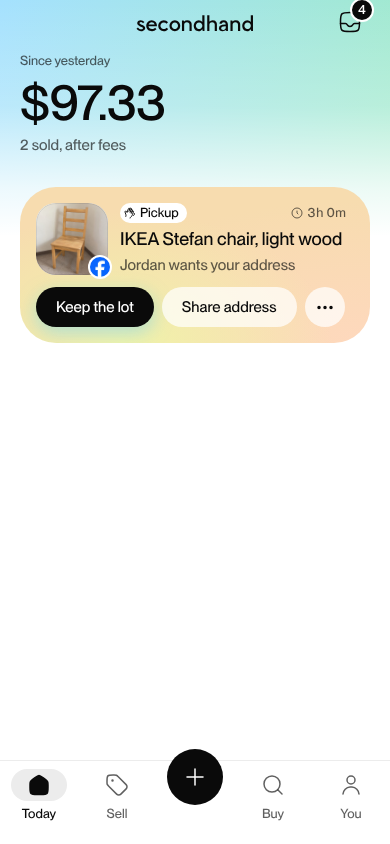 secondhand
4
Since yesterday
$97.33
2 sold, after fees
Pickup
3h 0m
IKEA Stefan chair, light wood
Jordan wants your address
Keep the lot
Share address
Today
Sell
Buy
You